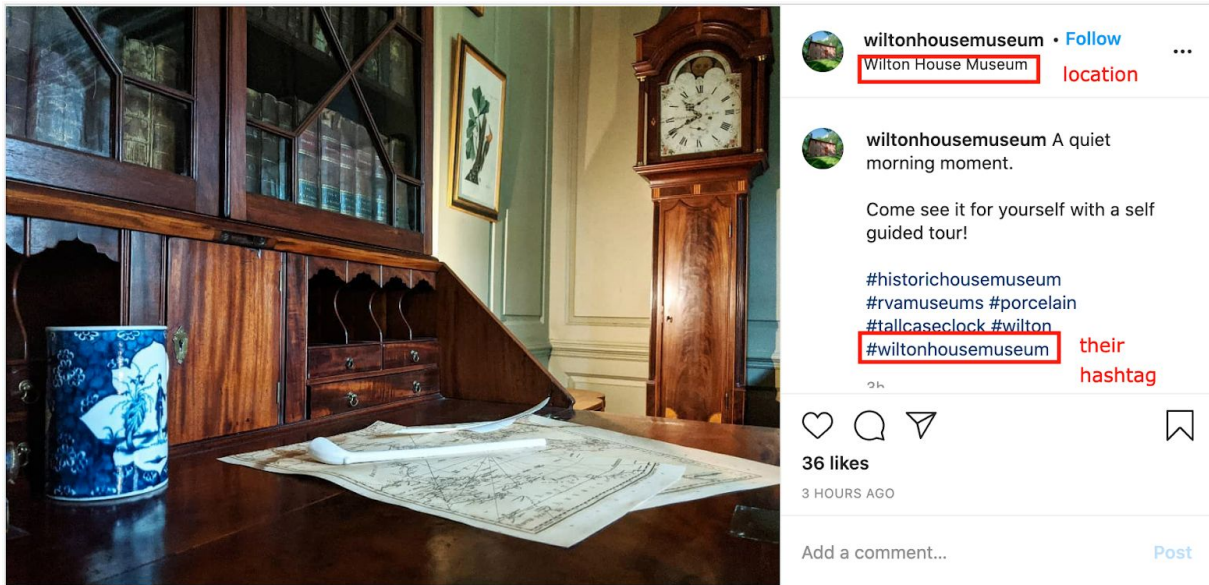 wiltonhousemuseum • Follow
Wilton House Museum
location
wiltonhousemuseum A quiet
morning moment.
Come see it for yourself with a self
guided tour!
#historichousemuseum
#rvamuseums #porcelain
#tallcaseclock #wilton
#wiltonhousemuseum
their
hashtag
3h
36 likes
3 HOURS AGO
Add a comment...
Post